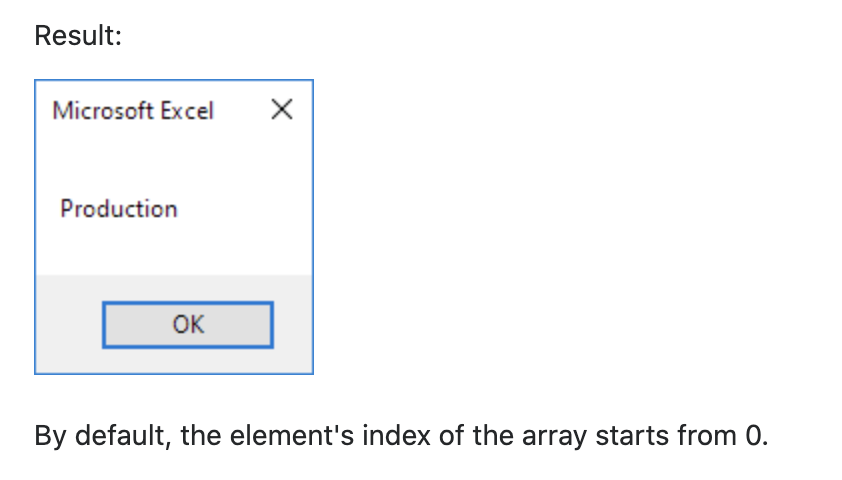 Result:
Microsoft Excel
Production
OK
By default, the element's index of the array starts from 0.